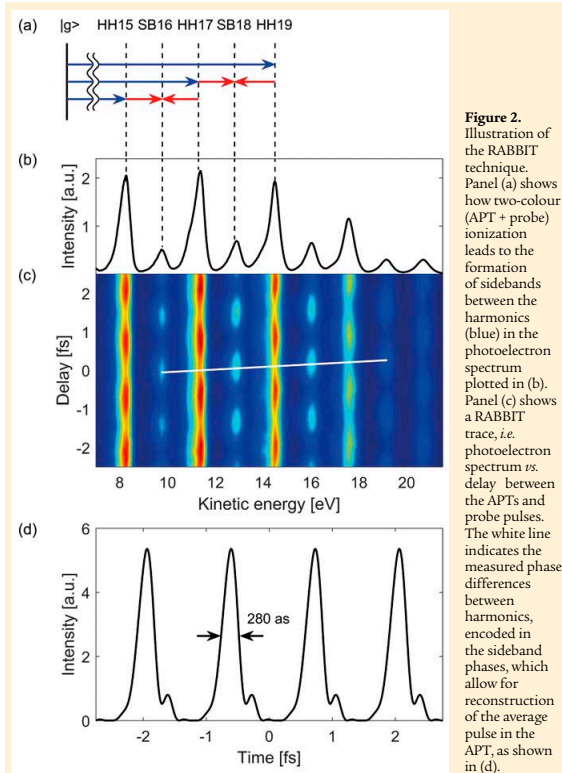 (a)
|g> HH15 SB16 HH17 SB18 HH19
(b)
Intensity [a.u.]
2
1
(c)
Delay [fs]
2
1
0
-1
-2
8 10 12 14 16 18 20
Kinetic energy [eV]
(d)
Intensity [a.u.]
6
4
2
0
280 as
-2 -1 0 1 2
Time [fs]
Figure 2.
Illustration of
the RABBIT
technique.
Panel (a) shows
how two-colour
(APT + probe)
ionization
leads to the
formation
of sidebands
between the
harmonics
(blue) in the
photoelectron
spectrum
plotted in (b).
Panel (c) shows
a RABBIT
trace, i.e.
photoelectron
spectrum vs.
delay between
the APTs and
probe pulses.
The white line
indicates the
measured phase
differences
between
harmonics,
encoded in
the sideband
phases, which
allow for
reconstruction
of the average
pulse in the
APT, as shown
in (d).